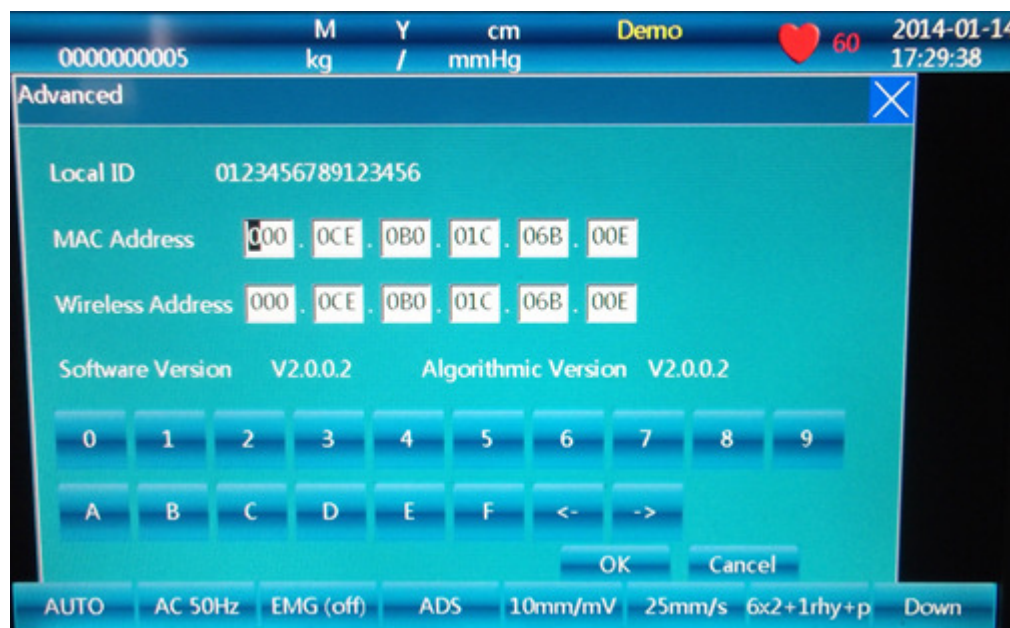 M Y cm Demo 2014-01-14
0000000005 kg / mmHg 60 17:29:38
Advanced
Local ID 0123456789123456
MAC Address 000 . 0CE . 0B0 . 01C . 06B . 00E
Wireless Address 000 . 0CE . 0B0 . 01C . 06B . 00E
Software Version V2.0.0.2 Algorithmic Version V2.0.0.2
0 1 2 3 4 5 6 7 8 9
A B C D E F <- ->
OK Cancel
AUTO AC 50Hz EMG (off) ADS 10mm/mV 25mm/s 6x2+1rhy+p Down